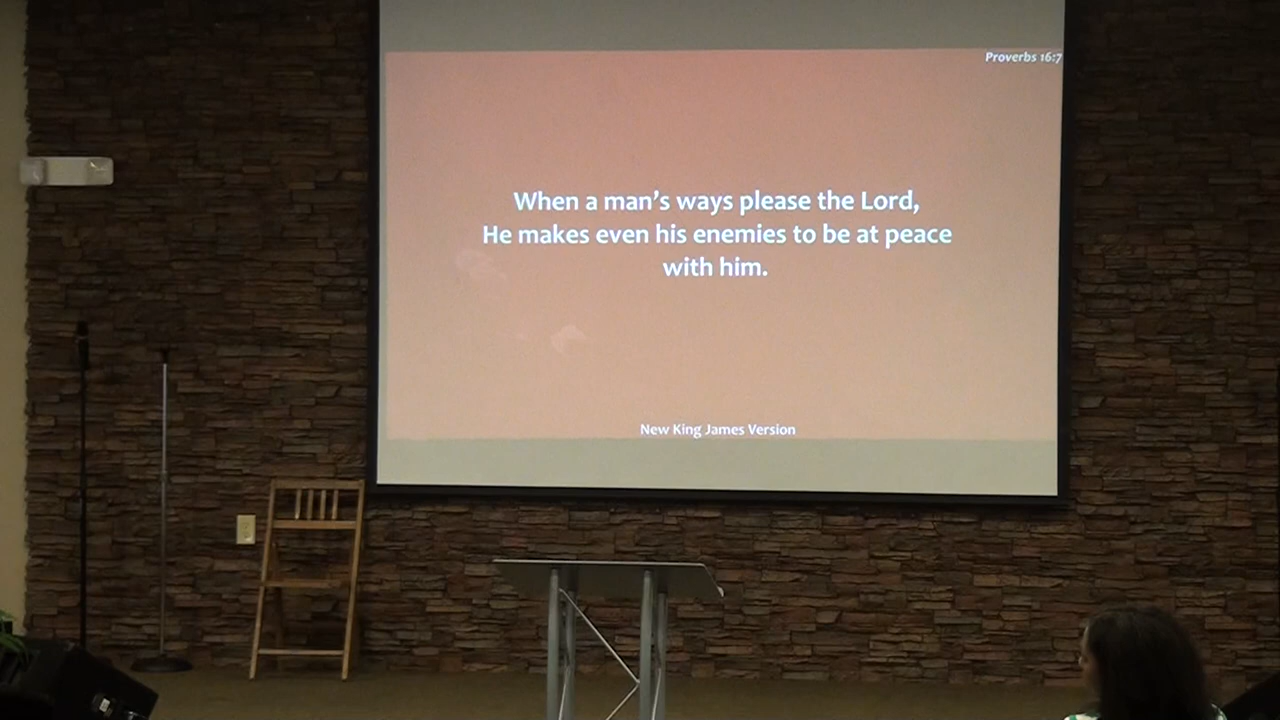 Proverbs 16:7
When a man's ways please the Lord,
He makes even his enemies to be at peace
with him.
New King James Version